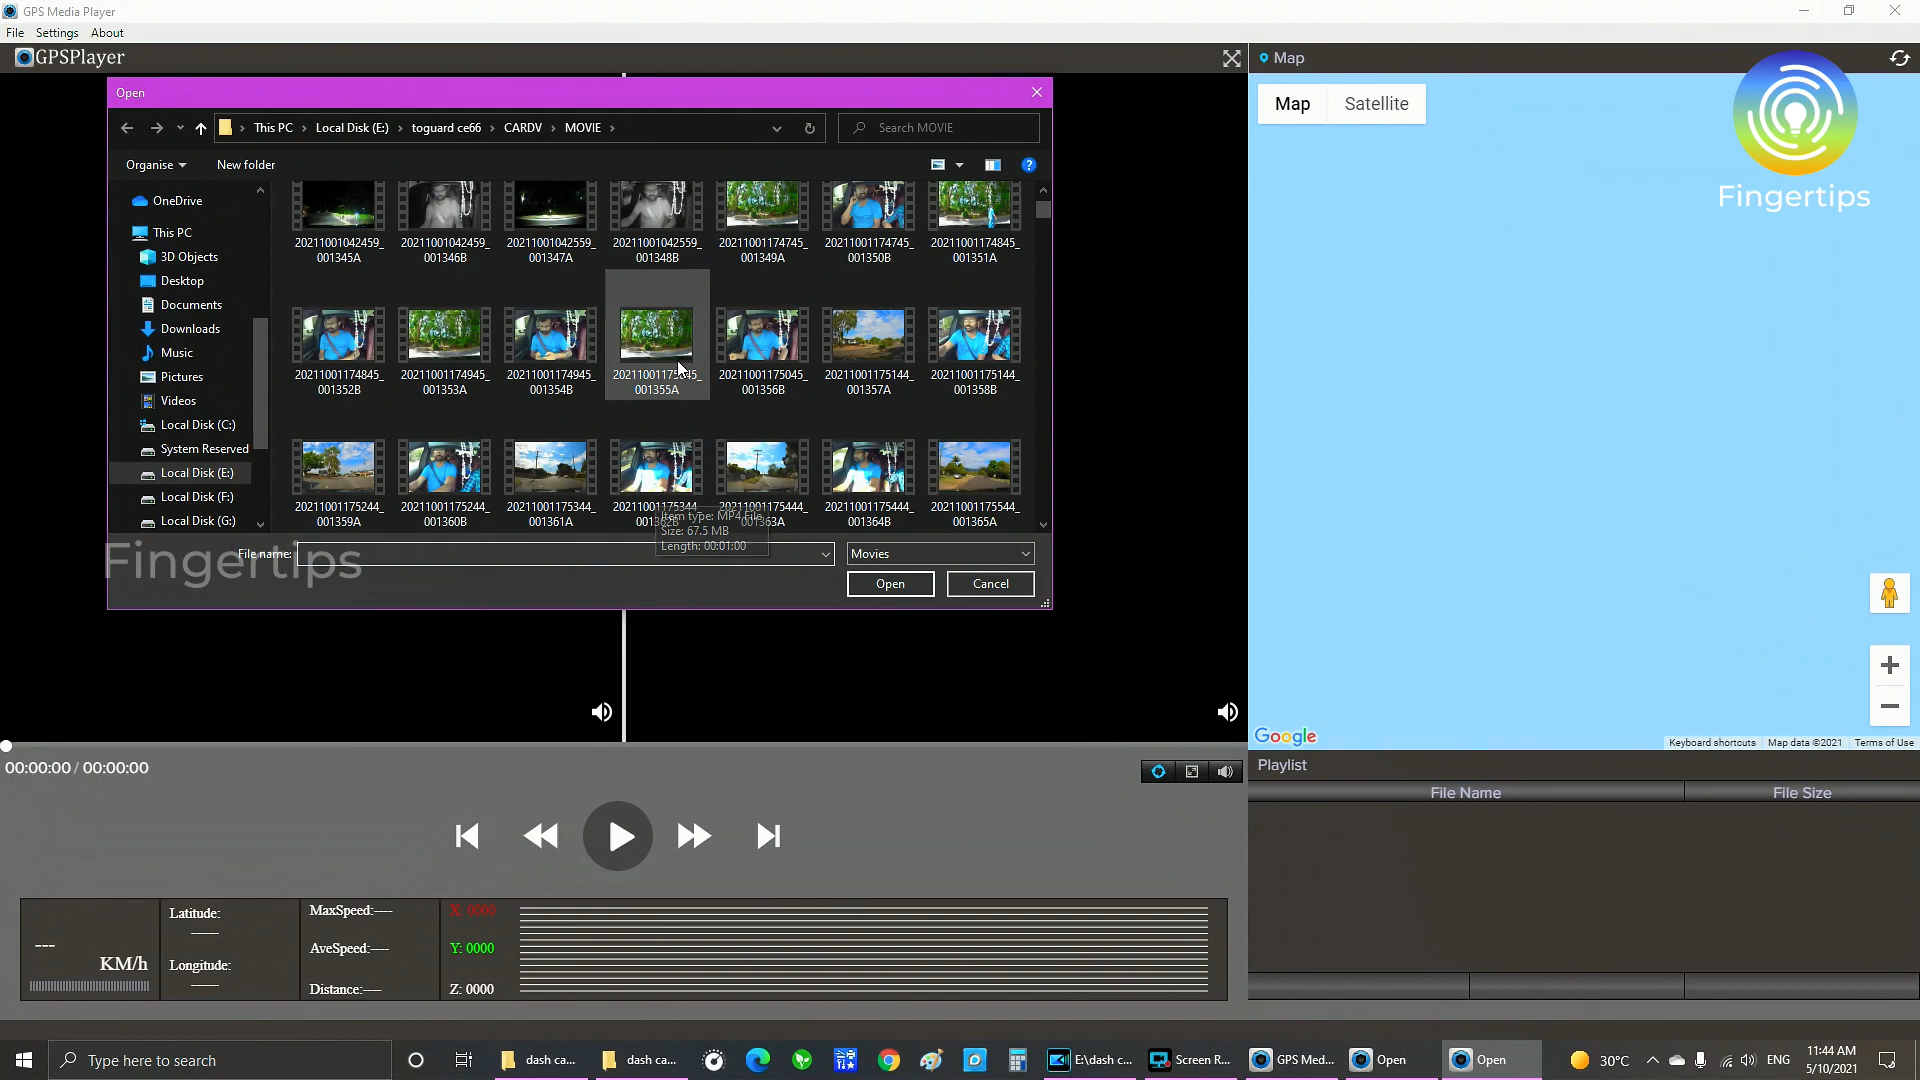 GPS Media Player
File Settings About
GPSPlayer
Map
Open
This PC Local Disk (E:) toguard ce66 CARDV MOVIE
Search MOVIE
Map Satellite
Fingertips
Organise New folder
OneDrive
This PC
3D Objects
Desktop
Documents
Downloads
Music
Pictures
Videos
Local Disk (C:)
System Reserved
Local Disk (E:)
Local Disk (F:)
Local Disk (G:)
20211001042459_ 20211001042459_ 20211001042559_ 20211001042559_ 20211001174745_ 20211001174745_ 20211001174845_
001345A 001346B 001347A 001348B 001349A 001350B 001351A
20211001174845_ 20211001174945_ 20211001174945_ 20211001175045_ 20211001175045_ 20211001175144_ 20211001175144_
001352B 001353A 001354B 001355A 001356B 001357A 001358B
20211001175244_ 20211001175244_ 20211001175344_ 20211001175344_ 20211001175444_ 20211001175444_ 20211001175544_
001359A 001360B 001361A 001362B 001363A 001364B 001365A
Item type: MP4 File
Size: 67.5 MB
Length: 00:01:00
File name:
Movies
Fingertips
Open Cancel
Google
Keyboard shortcuts Map data ©2021 Terms of Use
00:00:00 / 00:00:00
Playlist
File Name File Size
--- KM/h
Latitude:
-----
Longitude:
-----
MaxSpeed:----
AveSpeed:----
Distance:----
X: 0000
Y: 0000
Z: 0000
Type here to search
dash ca...
dash ca...
E:\dash c...
Screen R...
GPS Med...
Open
Open
30°C
ENG
11:44 AM
5/10/2021